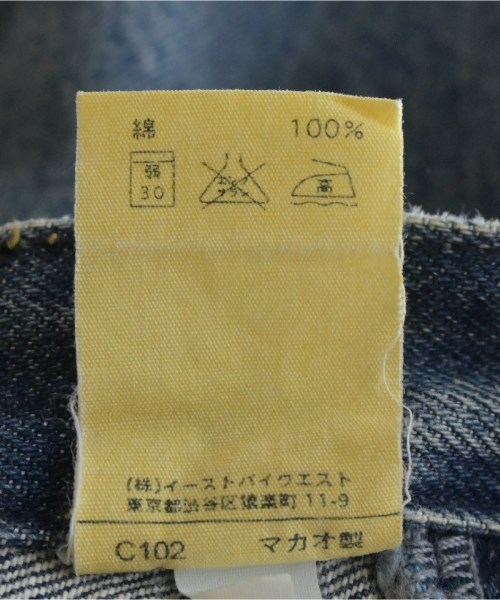 綿 100%
弱 エンソ 高
30 サラシ
(株)イーストバイウエスト
東京都渋谷区猿楽町 11-9
C102 マカオ製